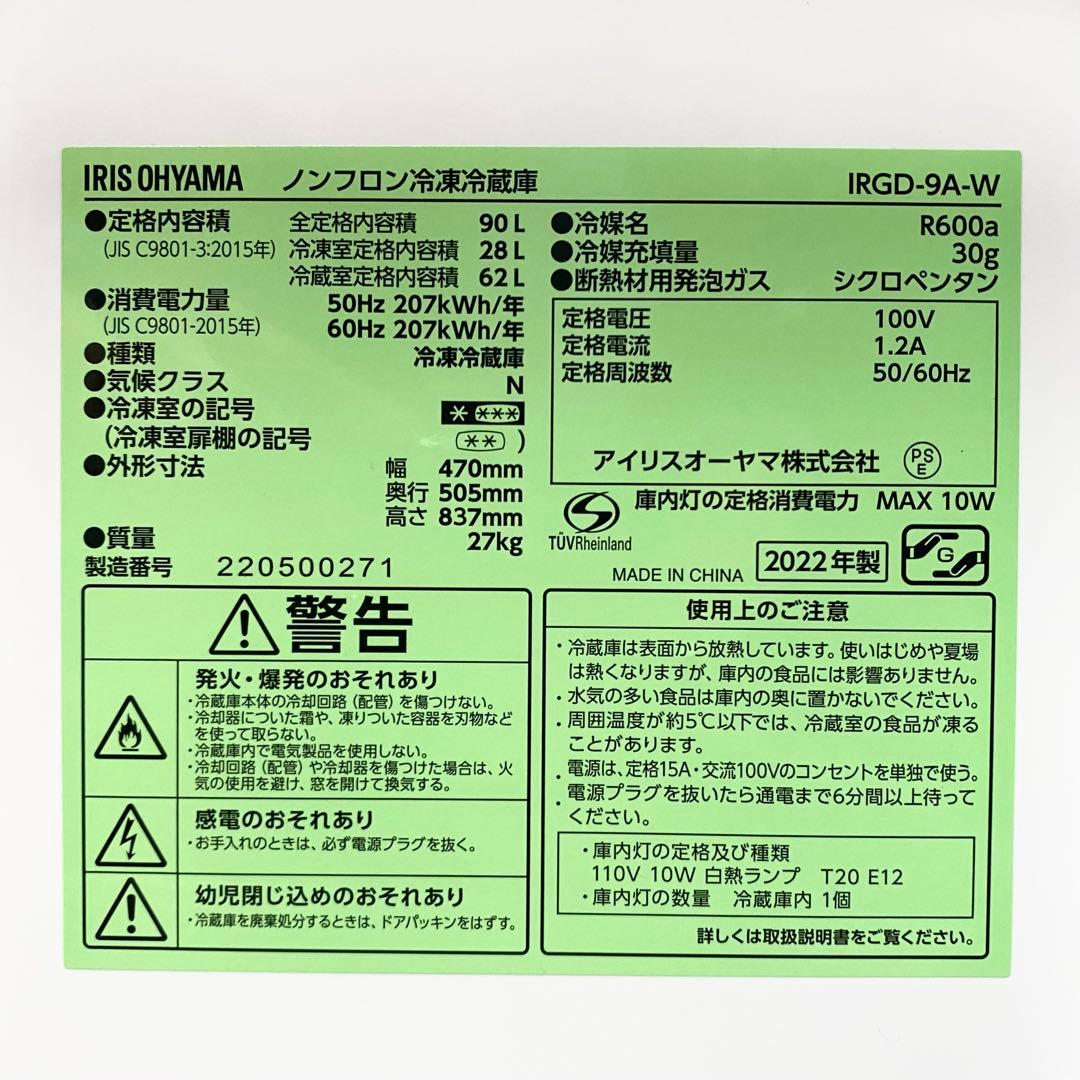 IRIS OHYAMA ノンフロン冷凍冷蔵庫 IRGD-9A-W
●定格内容積 全定格内容積 90 L
(JIS C9801-3:2015年) 冷凍室定格内容積 28 L
冷蔵室定格内容積 62 L
●消費電力量 50Hz 207kWh/年
(JIS C9801-2015年) 60Hz 207kWh/年
●種類 冷凍冷蔵庫
●気候クラス N
●冷凍室の記号 * ***
(冷凍室扉棚の記号 ** )
●外形寸法 幅 470mm
奥行 505mm
高さ 837mm
●質量 27kg
製造番号 220500271
●冷媒名 R600a
●冷媒充填量 30g
●断熱材用発泡ガス シクロペンタン
定格電圧 100V
定格電流 1.2A
定格周波数 50/60Hz
アイリスオーヤマ株式会社 PSE
庫内灯の定格消費電力 MAX 10W
TÜVRheinland
MADE IN CHINA 2022年製 G
警告
発火・爆発のおそれあり
・冷蔵庫本体の冷却回路(配管)を傷つけない。
・冷却器についた霜や、凍りついた容器を刃物など
を使って取らない。
・冷蔵庫内で電気製品を使用しない。
・冷却回路(配管)や冷却器を傷つけた場合は、火
気の使用を避け、窓を開けて換気する。
感電のおそれあり
・お手入れのときは、必ず電源プラグを抜く。
幼児閉じ込めのおそれあり
・冷蔵庫を廃棄処分するときは、ドアパッキンをはずす。
使用上のご注意
・冷蔵庫は表面から放熱しています。使いはじめや夏場
は熱くなりますが、庫内の食品には影響ありません。
・水気の多い食品は庫内の奥に置かないでください。
・周囲温度が約5℃以下では、冷蔵室の食品が凍る
ことがあります。
・電源は、定格15A・交流100Vのコンセントを単独で使う。
・電源プラグを抜いたら通電まで6分間以上待って
ください。
・庫内灯の定格及び種類
110V 10W 白熱ランプ T20 E12
・庫内灯の数量 冷蔵庫内 1個
詳しくは取扱説明書をご覧ください。